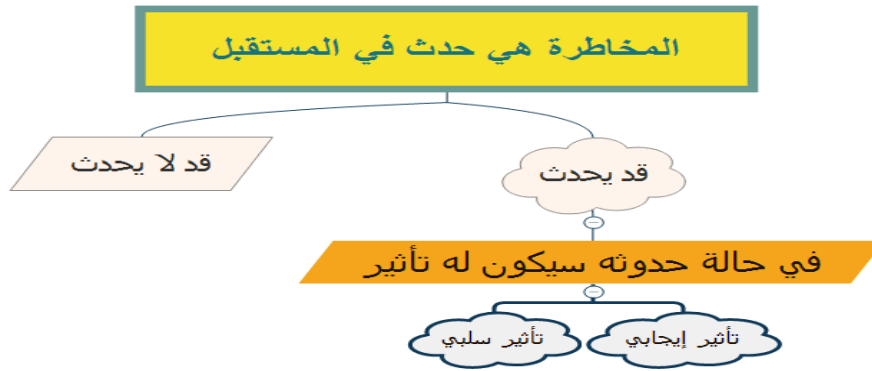 المخاطرة هي حدث في المستقبل
قد يحدث
قد لا يحدث
في حالة حدوثه سيكون له تأثير
تأثير إيجابي
تأثير سلبي